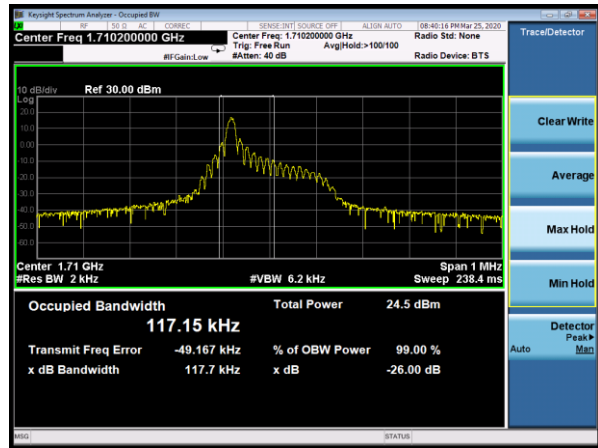 Keysight Spectrum Analyzer - Occupied BW
RF 50 Ω AC CORREC SENSE:INT SOURCE OFF ALIGN AUTO 08:40:16 PM Mar 25, 2020
Center Freq 1.710200000 GHz Center Freq: 1.710200000 GHz Radio Std: None
Trig: Free Run Avg|Hold:>100/100
#IFGain:Low #Atten: 40 dB Radio Device: BTS
10 dB/div Ref 30.00 dBm
Log
20.0
10.0
0.00
-10.0
-20.0
-30.0
-40.0
-50.0
-60.0
Center 1.71 GHz Span 1 MHz
#Res BW 2 kHz #VBW 6.2 kHz Sweep 238.4 ms
Occupied Bandwidth Total Power 24.5 dBm
117.15 kHz
Transmit Freq Error -49.167 kHz % of OBW Power 99.00 %
x dB Bandwidth 117.7 kHz x dB -26.00 dB
MSG STATUS
Trace/Detector
Clear Write
Average
Max Hold
Min Hold
Detector
Peak▶
Auto Man